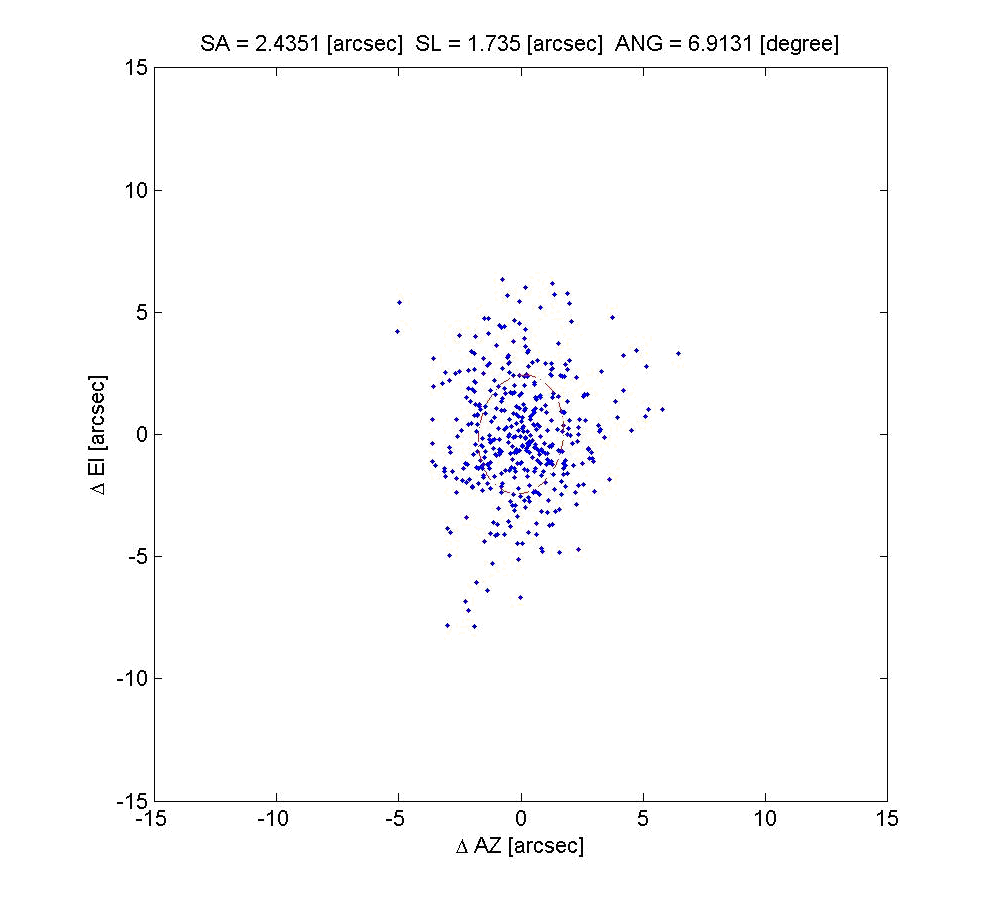 SA = 2.4351 [arcsec]  SL = 1.735 [arcsec]  ANG = 6.9131 [degree]
15
10
5
0
-5
-10
-15
Δ El [arcsec]
-15 -10 -5 0 5 10 15
Δ AZ [arcsec]